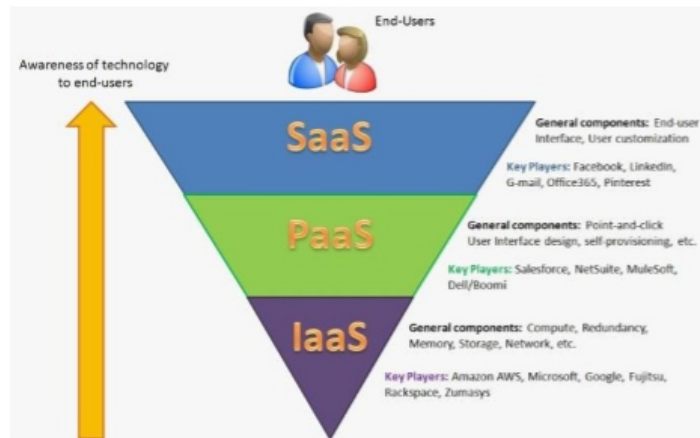 End-Users
Awareness of technology
to end-users
SaaS
General components: End-user
Interface, User customization
Key Players: Facebook, LinkedIn,
G-mail, Office365, Pinterest
PaaS
General components: Point-and-click
User Interface design, self-provisioning, etc.
Key Players: Salesforce, NetSuite, MuleSoft,
Dell/Boomi
IaaS
General components: Compute, Redundancy,
Memory, Storage, Network, etc.
Key Players: Amazon AWS, Microsoft, Google, Fujitsu,
Rackspace, Zumasys